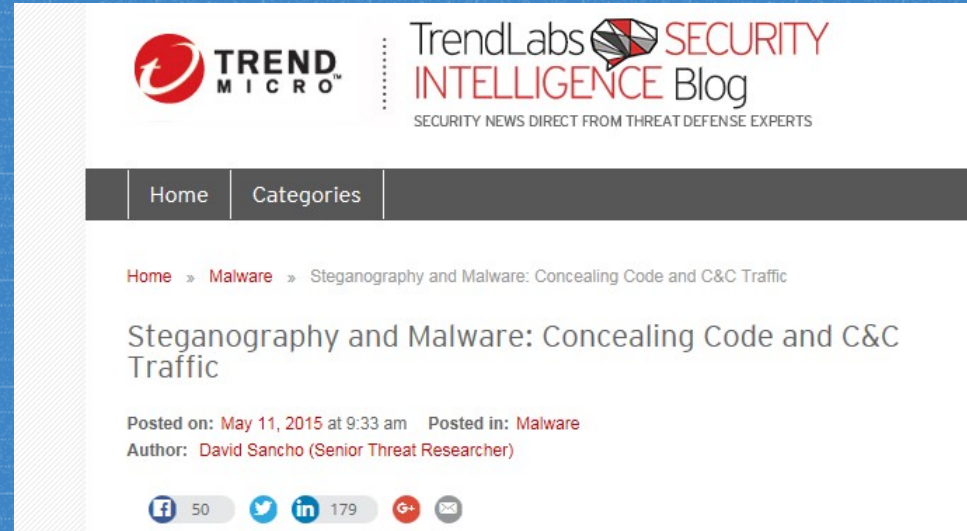 TREND MICRO™
TrendLabs SECURITY
INTELLIGENCE Blog
SECURITY NEWS DIRECT FROM THREAT DEFENSE EXPERTS
Home Categories
Home » Malware » Steganography and Malware: Concealing Code and C&C Traffic
Steganography and Malware: Concealing Code and C&C
Traffic
Posted on: May 11, 2015 at 9:33 am Posted in: Malware
Author: David Sancho (Senior Threat Researcher)
f 50 in 179 G+